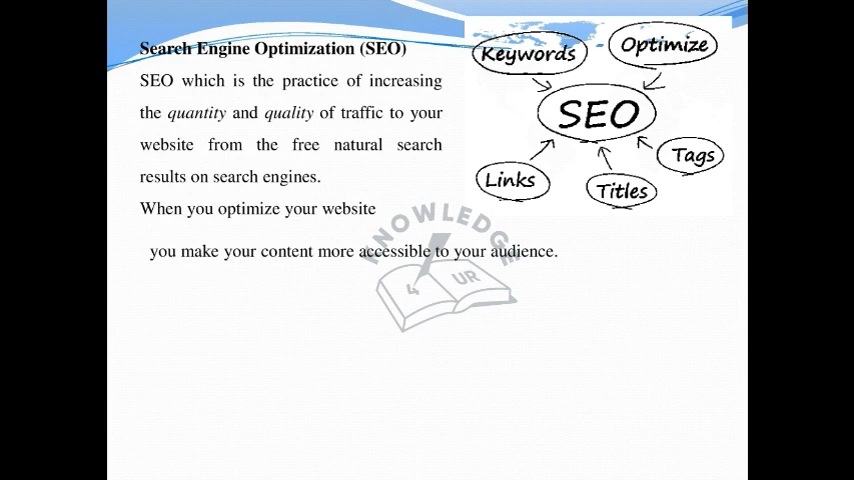 Search Engine Optimization (SEO)
SEO which is the practice of increasing
the quantity and quality of traffic to your
website from the free natural search
results on search engines.
When you optimize your website
you make your content more accessible to your audience.
Keywords
Optimize
SEO
Tags
Links
Titles
KNOWLEDGE
4 UR